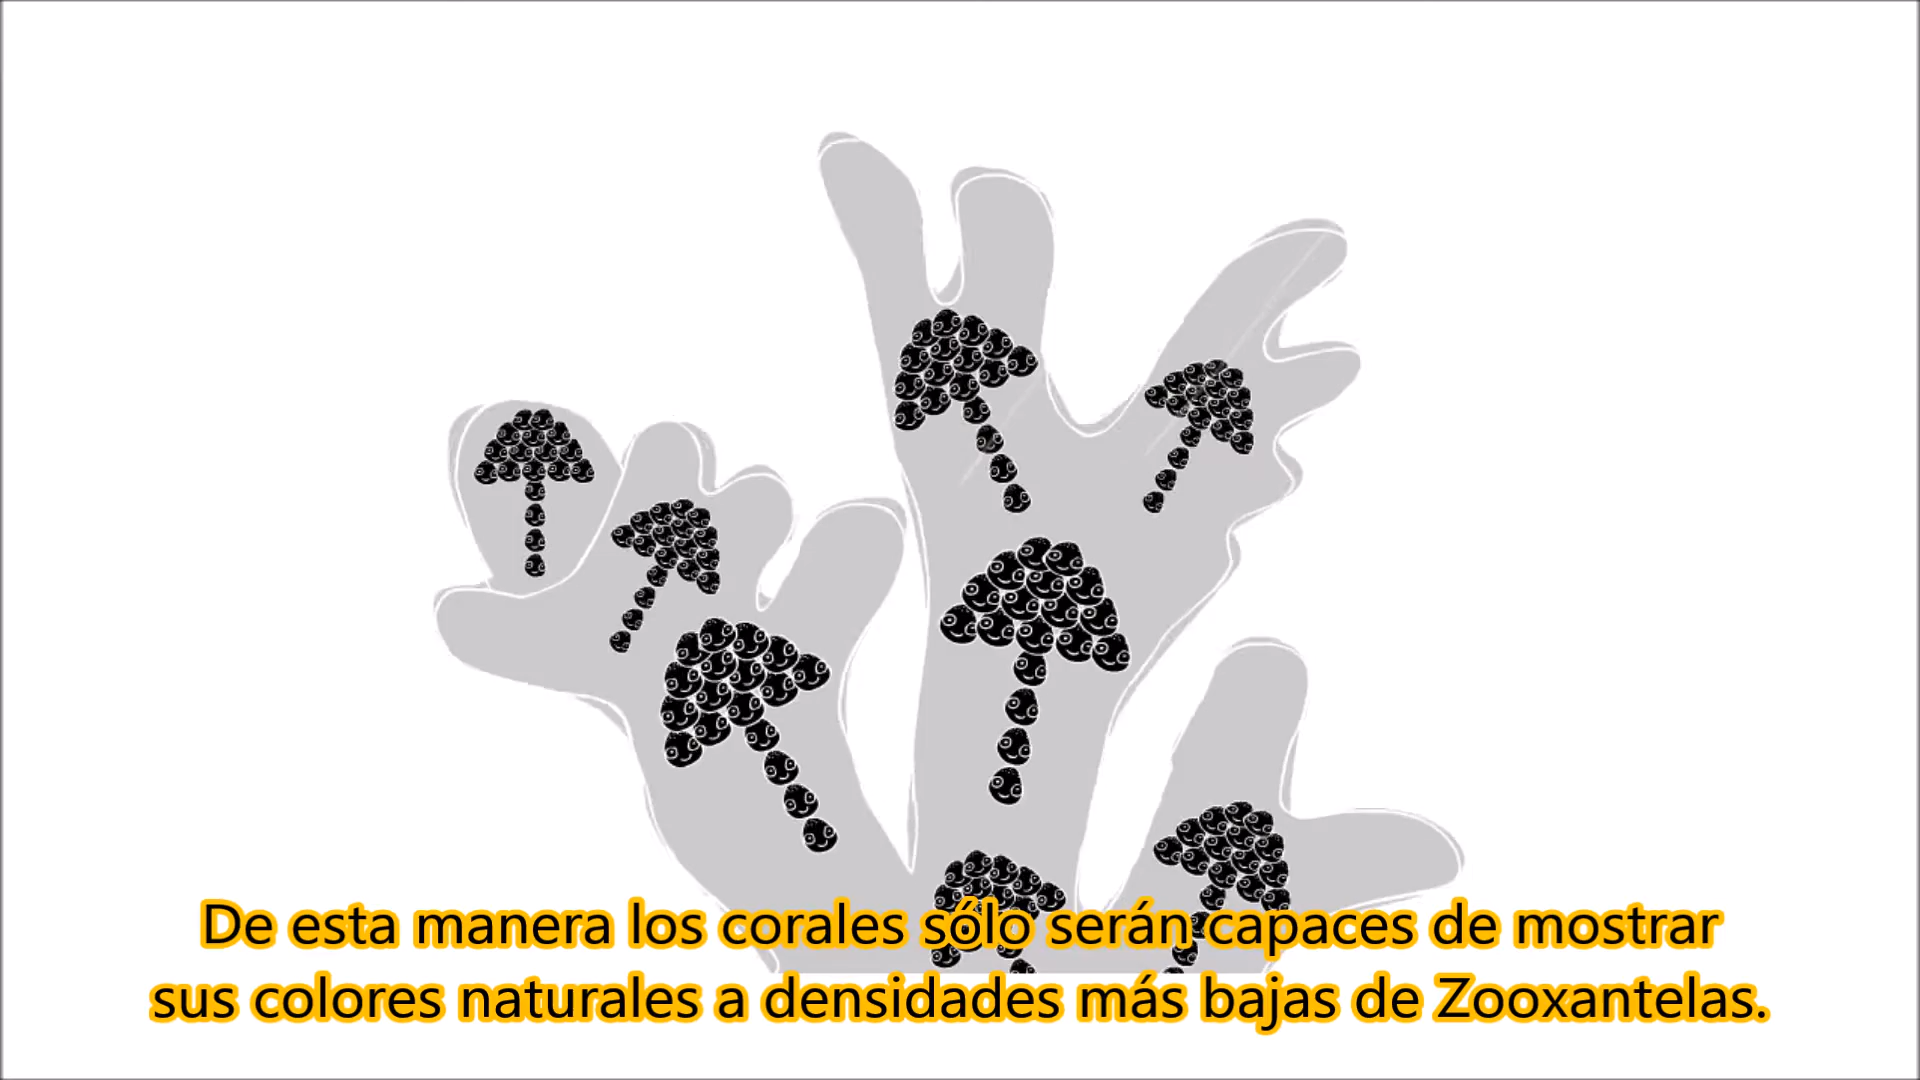 De esta manera los corales sólo serán capaces de mostrar
sus colores naturales a densidades más bajas de Zooxantelas.